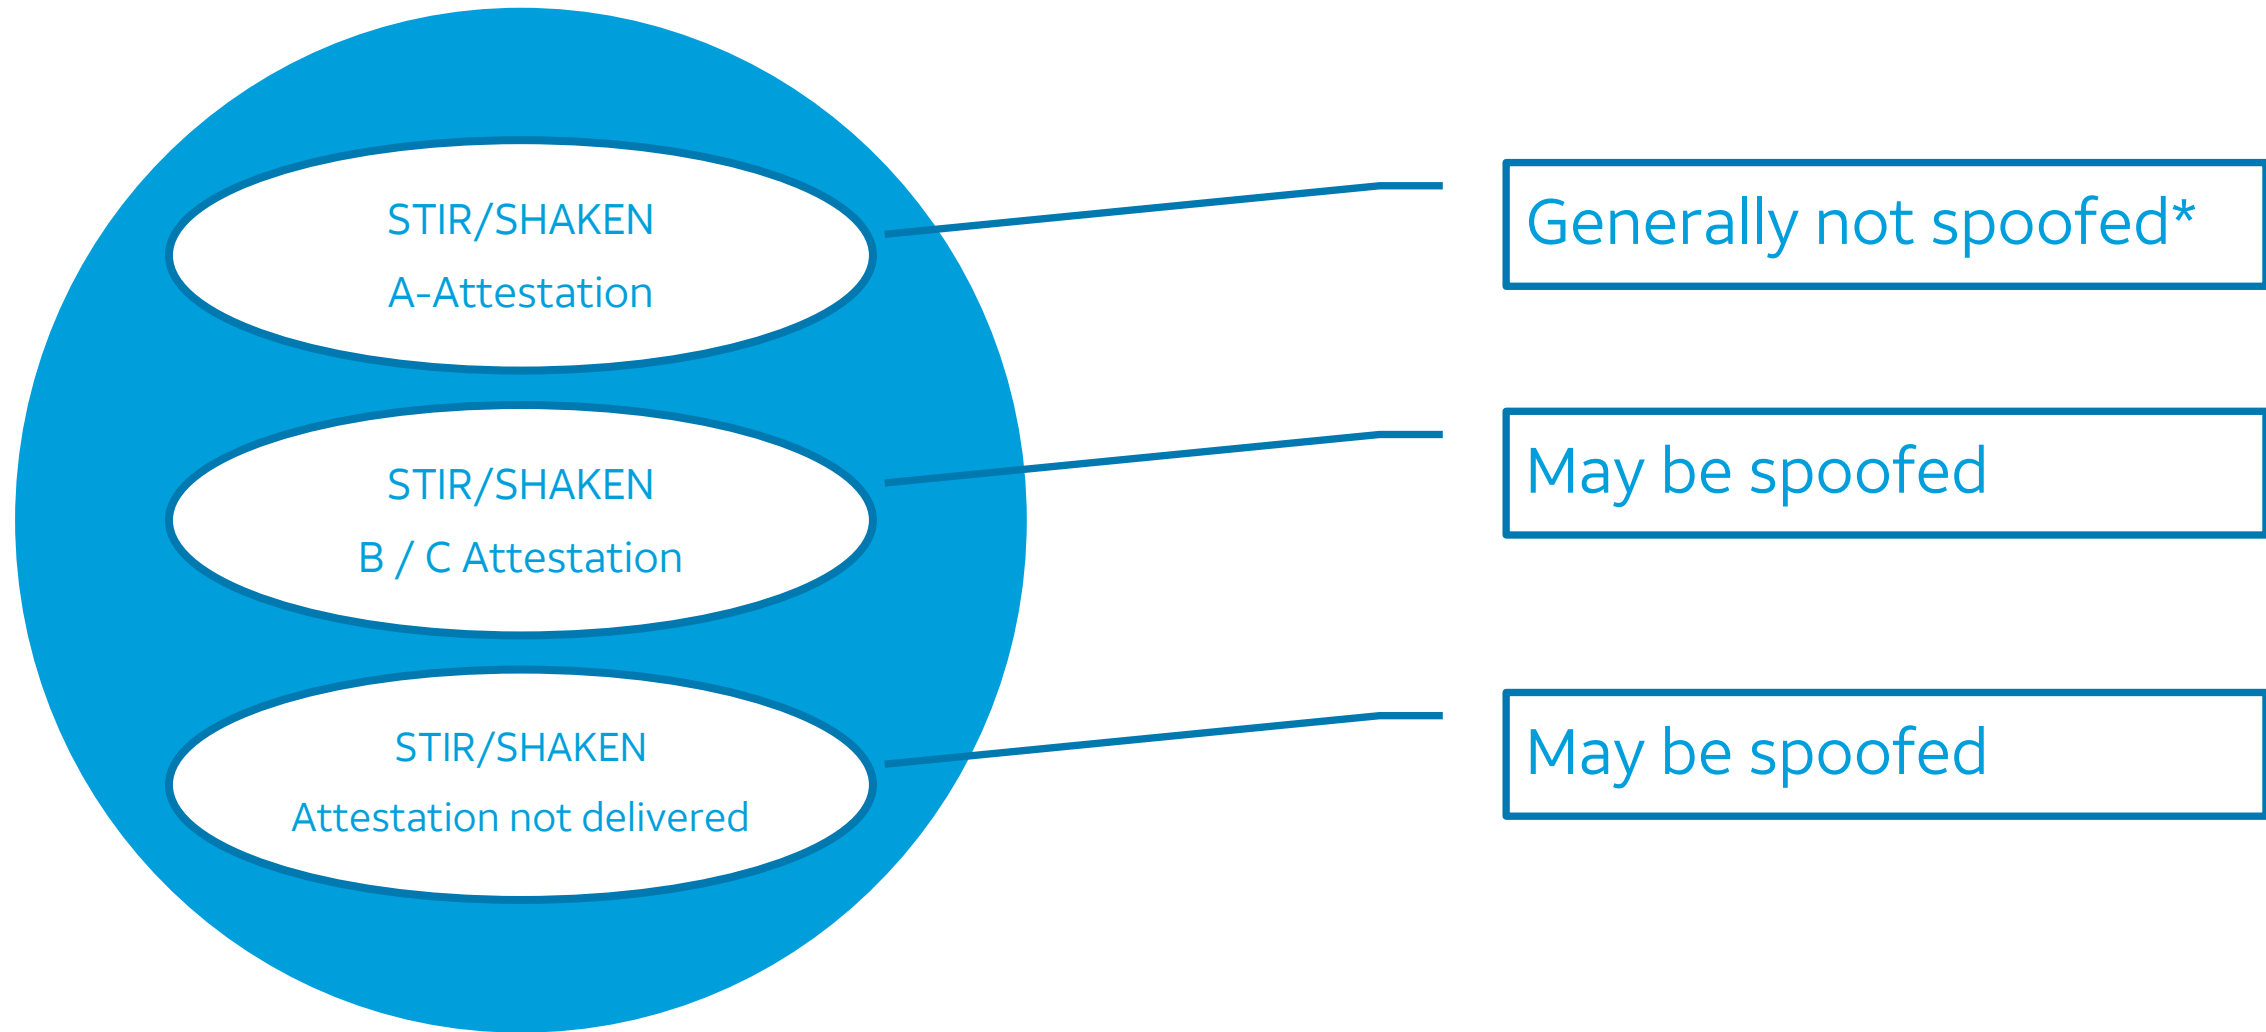 STIR/SHAKEN
A-Attestation
Generally not spoofed*
STIR/SHAKEN
B / C Attestation
May be spoofed
STIR/SHAKEN
Attestation not delivered
May be spoofed